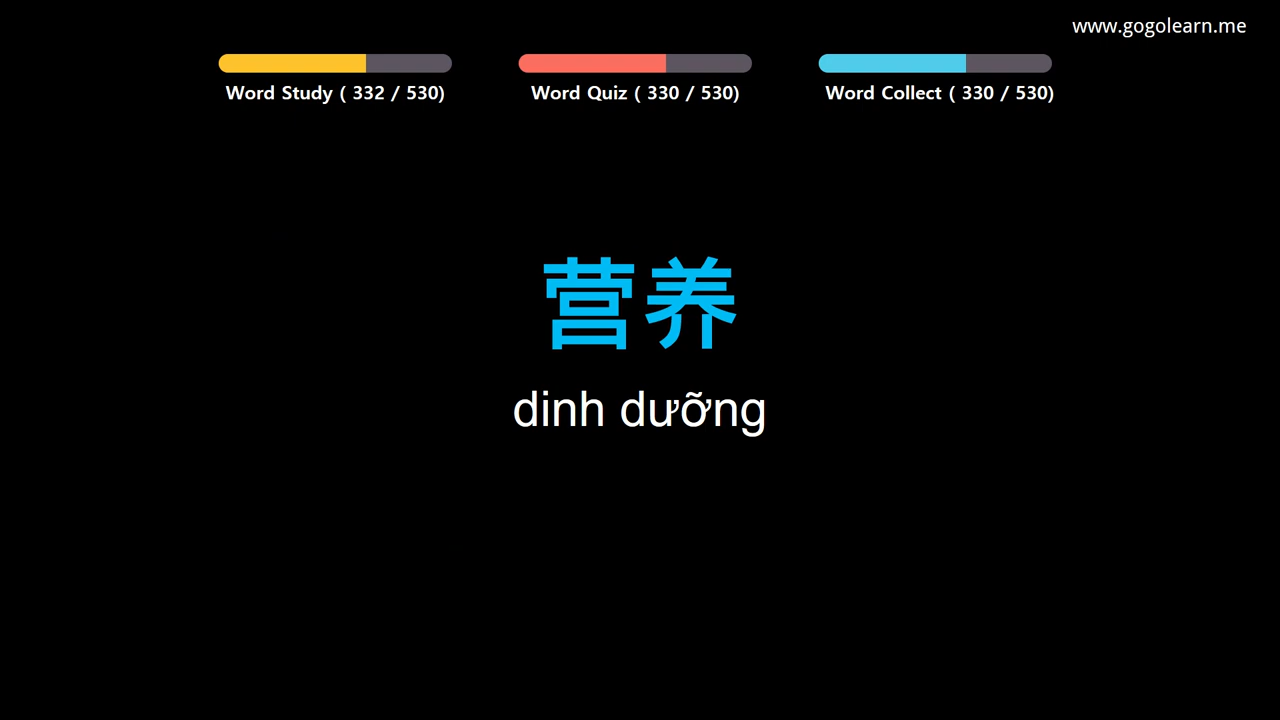 www.gogolearn.me
Word Study ( 332 / 530)
Word Quiz ( 330 / 530)
Word Collect ( 330 / 530)
营养
dinh dưỡng